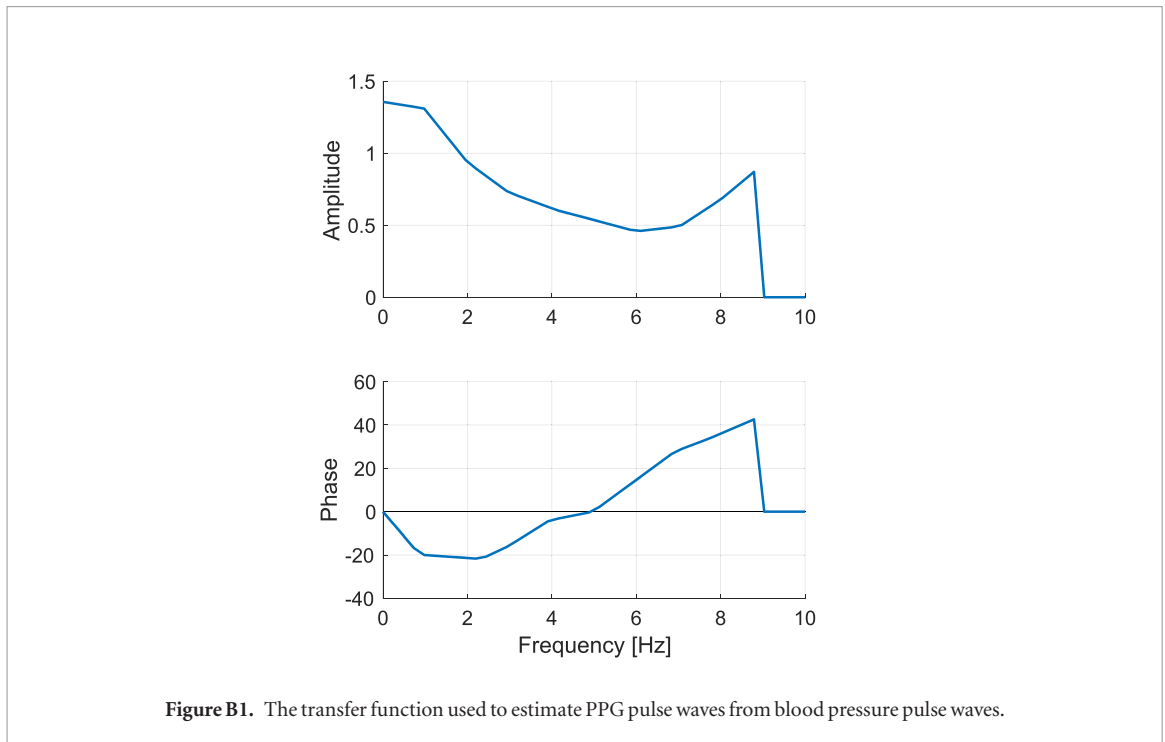 1.5
1
0.5
0
Amplitude
0 2 4 6 8 10
60
40
20
0
-20
-40
Phase
0 2 4 6 8 10
Frequency [Hz]
Figure B1. The transfer function used to estimate PPG pulse waves from blood pressure pulse waves.